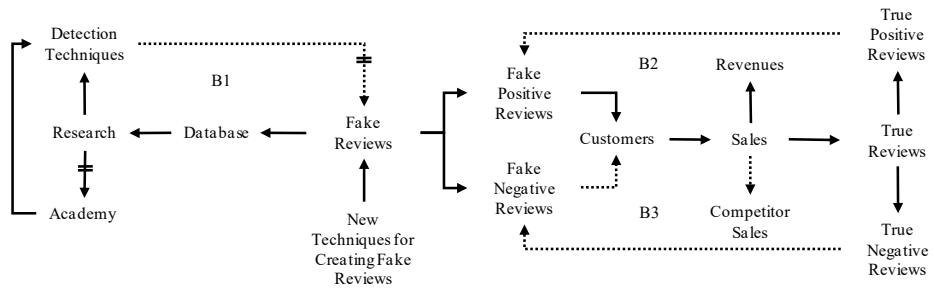 Detection
Techniques
B1
Research
Database
Fake
Reviews
Academy
New
Techniques for
Creating Fake
Reviews
Fake
Positive
Reviews
B2
Revenues
True
Positive
Reviews
Customers
Sales
True
Reviews
Fake
Negative
Reviews
B3
Competitor
Sales
True
Negative
Reviews